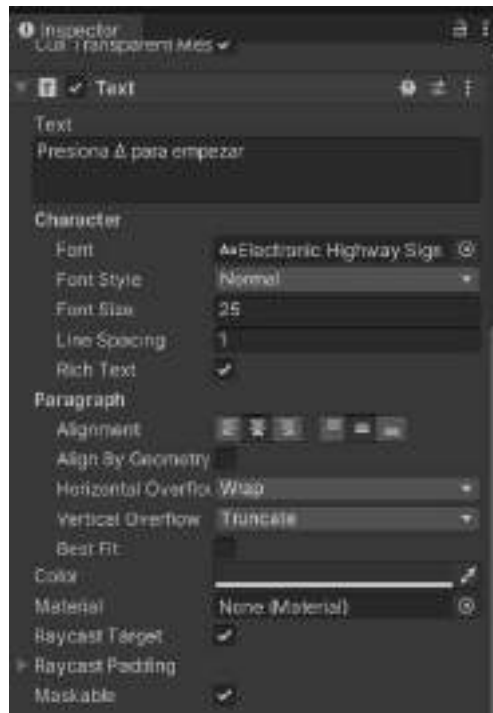 Inspector
Cull Transparent Mes
Text
Text
Presiona Δ para empezar
Character
Font AaElectronic Highway Sign
Font Style Normal
Font Size 25
Line Spacing 1
Rich Text
Paragraph
Alignment
Align By Geometry
Horizontal Overflow Wrap
Vertical Overflow Truncate
Best Fit
Color
Material None (Material)
Raycast Target
Raycast Padding
Maskable